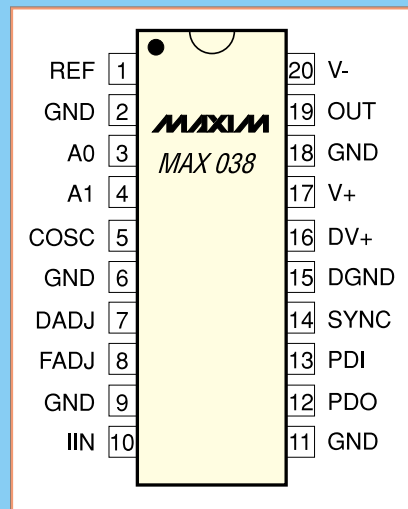 REF 1 20 V-
GND 2 19 OUT
MAXIM
A0 3 18 GND
MAX 038
A1 4 17 V+
COSC 5 16 DV+
GND 6 15 DGND
DADJ 7 14 SYNC
FADJ 8 13 PDI
GND 9 12 PDO
IIN 10 11 GND